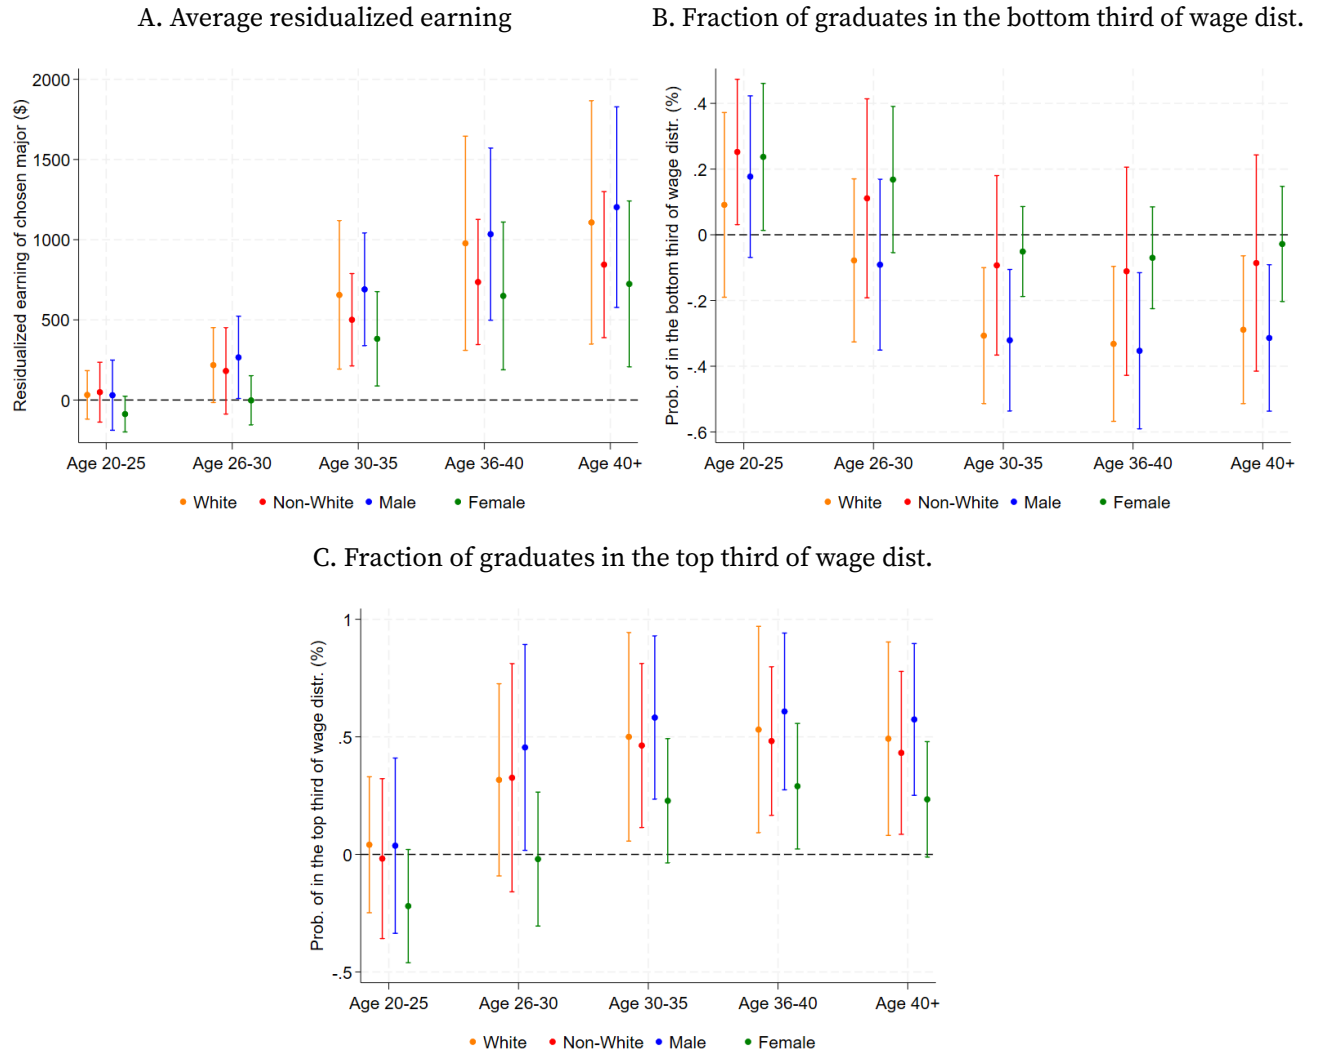 A. Average residualized earning
Residualized earning of chosen major ($)
2000
1500
1000
500
0
Age 20-25 Age 26-30 Age 30-35 Age 36-40 Age 40+
White Non-White Male Female
B. Fraction of graduates in the bottom third of wage dist.
Prob. of in the bottom third of wage distr. (%)
.4
.2
0
-.2
-.4
-.6
Age 20-25 Age 26-30 Age 30-35 Age 36-40 Age 40+
White Non-White Male Female
C. Fraction of graduates in the top third of wage dist.
Prob. of in the top third of wage distr. (%)
1
.5
0
-.5
Age 20-25 Age 26-30 Age 30-35 Age 36-40 Age 40+
White Non-White Male Female